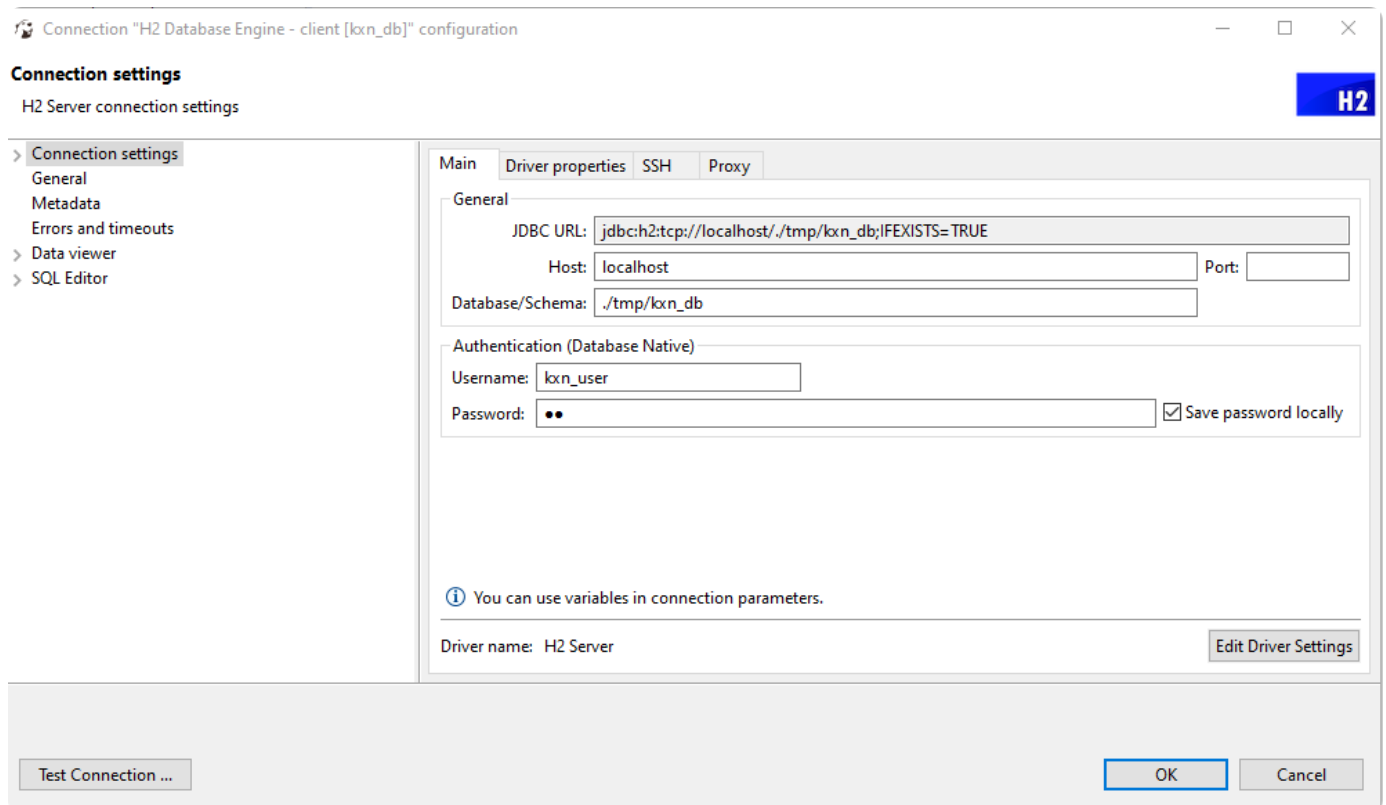 Connection "H2 Database Engine - client [kxn_db]" configuration
Connection settings
H2 Server connection settings
H2
Connection settings
General
Metadata
Errors and timeouts
Data viewer
SQL Editor
Main Driver properties SSH Proxy
General
JDBC URL: jdbc:h2:tcp://localhost/./tmp/kxn_db;IFEXISTS=TRUE
Host: localhost Port:
Database/Schema: ./tmp/kxn_db
Authentication (Database Native)
Username: kxn_user
Password: ●● Save password locally
You can use variables in connection parameters.
Driver name: H2 Server Edit Driver Settings
Test Connection ... OK Cancel